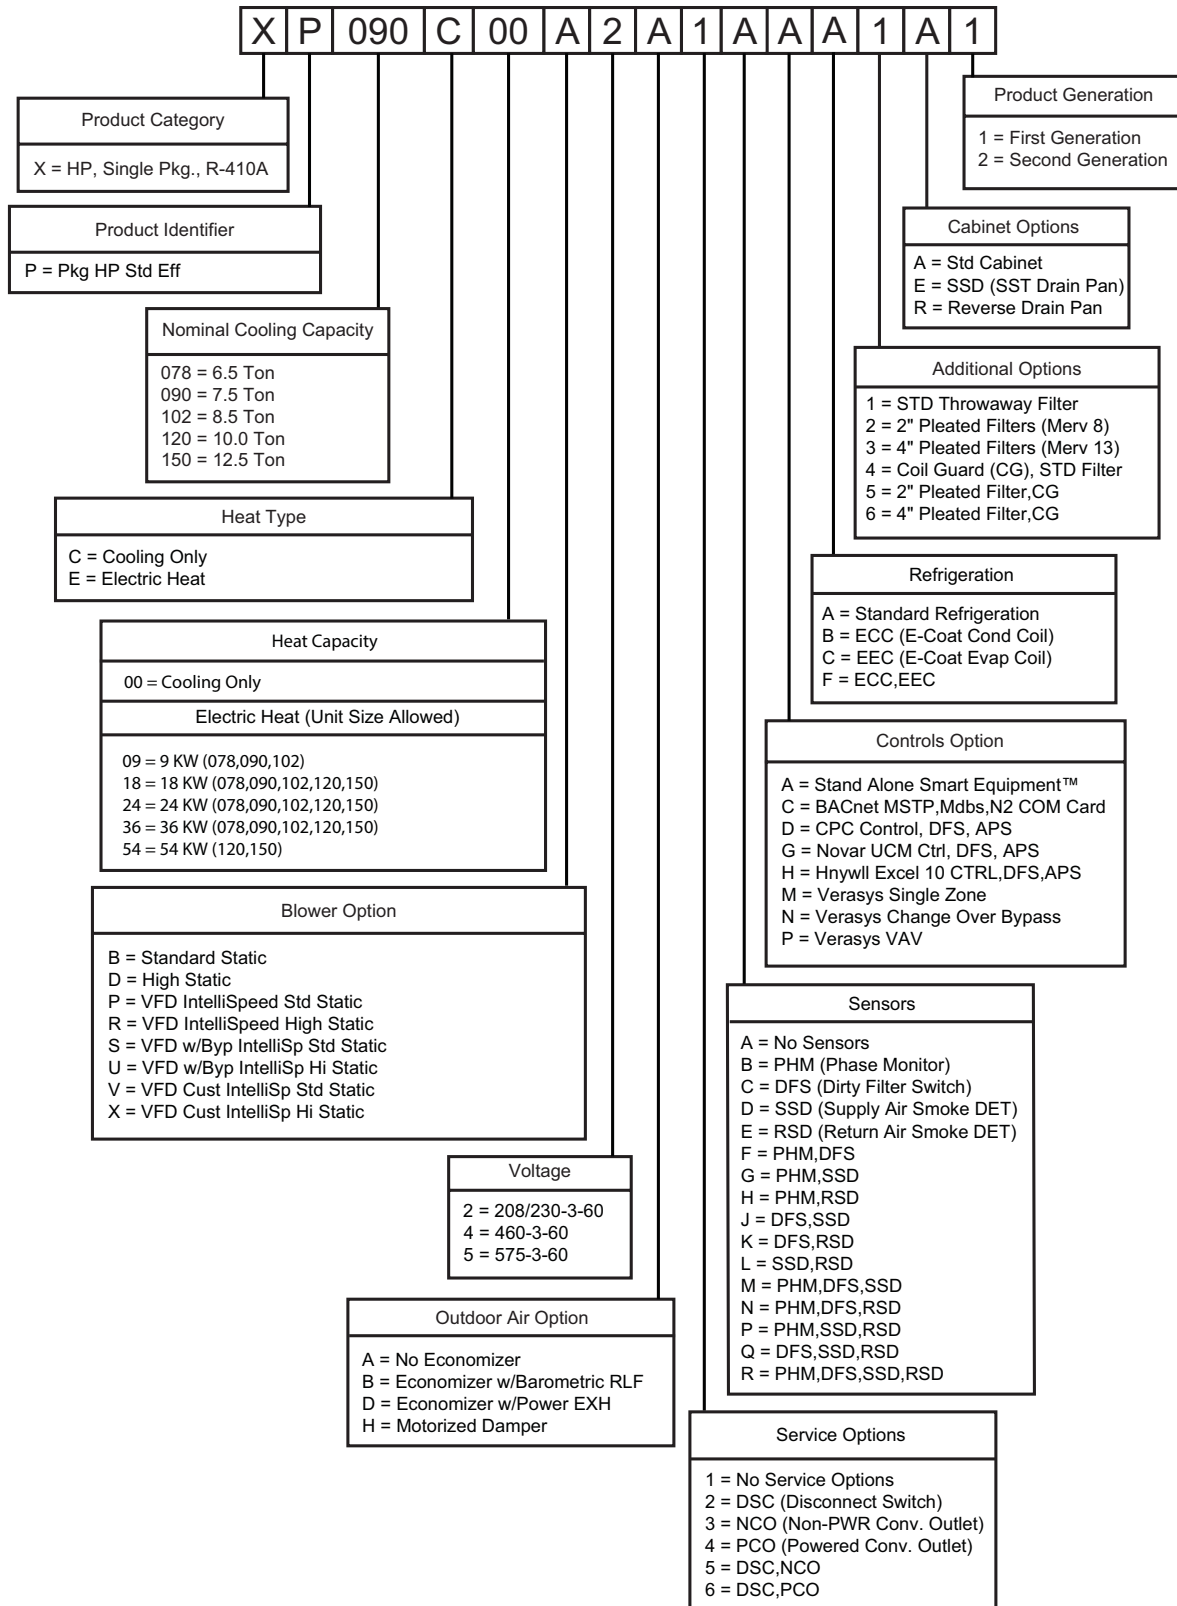 X P 090 C 00 A 2 A 1 A A A 1 A 1
Product Category
X = HP, Single Pkg., R-410A
Product Identifier
P = Pkg HP Std Eff
Nominal Cooling Capacity
078 = 6.5 Ton
090 = 7.5 Ton
102 = 8.5 Ton
120 = 10.0 Ton
150 = 12.5 Ton
Heat Type
C = Cooling Only
E = Electric Heat
Heat Capacity
00 = Cooling Only
Electric Heat (Unit Size Allowed)
09 = 9 KW (078,090,102)
18 = 18 KW (078,090,102,120,150)
24 = 24 KW (078,090,102,120,150)
36 = 36 KW (078,090,102,120,150)
54 = 54 KW (120,150)
Blower Option
B = Standard Static
D = High Static
P = VFD IntelliSpeed Std Static
R = VFD IntelliSpeed High Static
S = VFD w/Byp IntelliSp Std Static
U = VFD w/Byp IntelliSp Hi Static
V = VFD Cust IntelliSp Std Static
X = VFD Cust IntelliSp Hi Static
Voltage
2 = 208/230-3-60
4 = 460-3-60
5 = 575-3-60
Outdoor Air Option
A = No Economizer
B = Economizer w/Barometric RLF
D = Economizer w/Power EXH
H = Motorized Damper
Product Generation
1 = First Generation
2 = Second Generation
Cabinet Options
A = Std Cabinet
E = SSD (SST Drain Pan)
R = Reverse Drain Pan
Additional Options
1 = STD Throwaway Filter
2 = 2" Pleated Filters (Merv 8)
3 = 4" Pleated Filters (Merv 13)
4 = Coil Guard (CG), STD Filter
5 = 2" Pleated Filter,CG
6 = 4" Pleated Filter,CG
Refrigeration
A = Standard Refrigeration
B = ECC (E-Coat Cond Coil)
C = EEC (E-Coat Evap Coil)
F = ECC,EEC
Controls Option
A = Stand Alone Smart Equipment™
C = BACnet MSTP,Mdbs,N2 COM Card
D = CPC Control, DFS, APS
G = Novar UCM Ctrl, DFS, APS
H = Hnywll Excel 10 CTRL,DFS,APS
M = Verasys Single Zone
N = Verasys Change Over Bypass
P = Verasys VAV
Sensors
A = No Sensors
B = PHM (Phase Monitor)
C = DFS (Dirty Filter Switch)
D = SSD (Supply Air Smoke DET)
E = RSD (Return Air Smoke DET)
F = PHM,DFS
G = PHM,SSD
H = PHM,RSD
J = DFS,SSD
K = DFS,RSD
L = SSD,RSD
M = PHM,DFS,SSD
N = PHM,DFS,RSD
P = PHM,SSD,RSD
Q = DFS,SSD,RSD
R = PHM,DFS,SSD,RSD
Service Options
1 = No Service Options
2 = DSC (Disconnect Switch)
3 = NCO (Non-PWR Conv. Outlet)
4 = PCO (Powered Conv. Outlet)
5 = DSC,NCO
6 = DSC,PCO